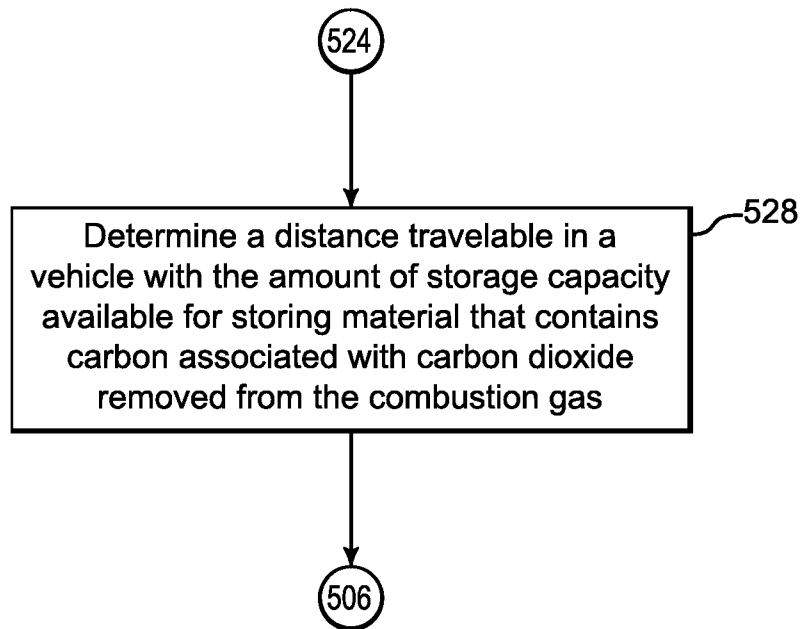 524
528
Determine a distance travelable in a
vehicle with the amount of storage capacity
available for storing material that contains
carbon associated with carbon dioxide
removed from the combustion gas
506